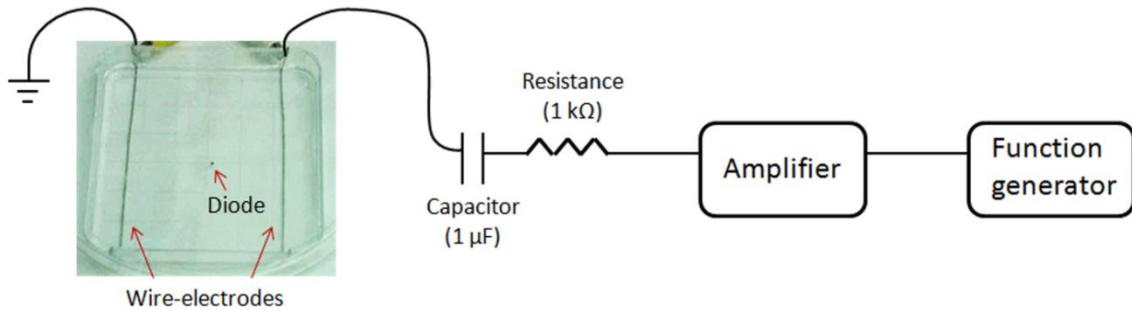 Resistance
(1 kΩ)
Amplifier
Function
generator
Diode
Capacitor
(1 µF)
Wire-electrodes